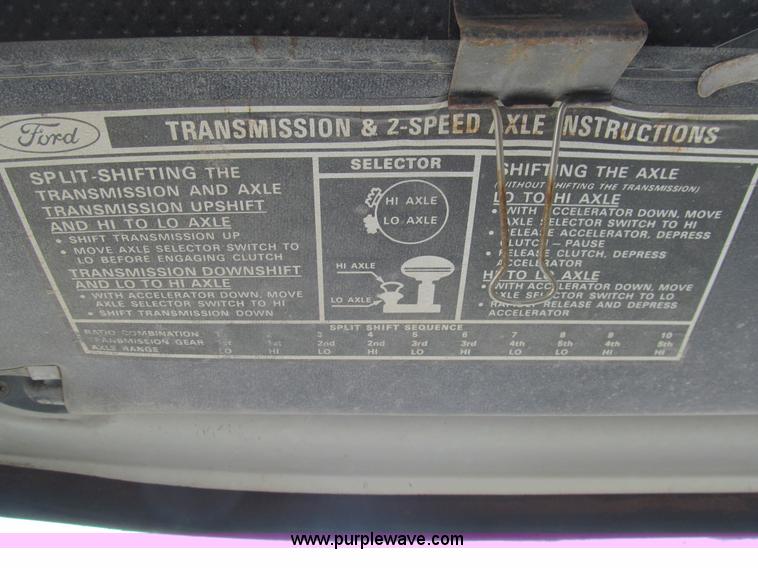 Ford
TRANSMISSION & 2-SPEED AXLE INSTRUCTIONS
SPLIT-SHIFTING THE
TRANSMISSION AND AXLE
TRANSMISSION UPSHIFT
AND HI TO LO AXLE
• SHIFT TRANSMISSION UP
• MOVE AXLE SELECTOR SWITCH TO
LO BEFORE ENGAGING CLUTCH
TRANSMISSION DOWNSHIFT
AND LO TO HI AXLE
• WITH ACCELERATOR DOWN, MOVE
AXLE SELECTOR SWITCH TO HI
• SHIFT TRANSMISSION DOWN
SELECTOR
HI AXLE
LO AXLE
HI AXLE
LO AXLE
SHIFTING THE AXLE
(WITHOUT SHIFTING THE TRANSMISSION)
LO TO HI AXLE
• WITH ACCELERATOR DOWN, MOVE
AXLE SELECTOR SWITCH TO HI
• RELEASE ACCELERATOR, DEPRESS
CLUTCH — PAUSE
• RELEASE CLUTCH, DEPRESS
ACCELERATOR
HI TO LO AXLE
• WITH ACCELERATOR DOWN, MOVE
AXLE SELECTOR SWITCH TO LO
• RAPIDLY RELEASE AND DEPRESS
ACCELERATOR
SPLIT SHIFT SEQUENCE
RATIO COMBINATION 1 2 3 4 5 6 7 8 9 10
TRANSMISSION GEAR 1st 1st 2nd 2nd 3rd 3rd 4th 5th 4th 5th
AXLE RANGE LO HI LO HI LO HI LO LO HI HI
www.purplewave.com